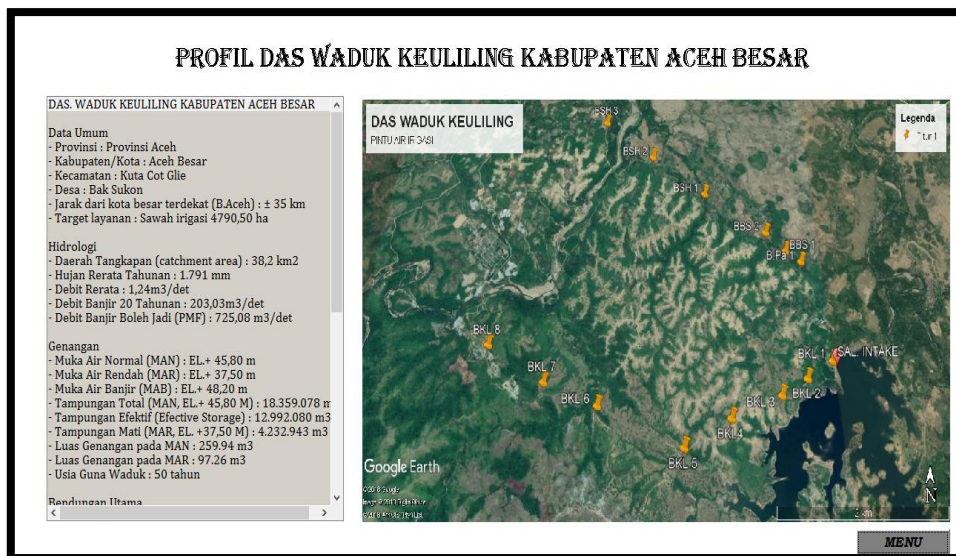 PROFIL DAS WADUK KEULILING KABUPATEN ACEH BESAR
DAS. WADUK KEULILING KABUPATEN ACEH BESAR
Data Umum
- Provinsi : Provinsi Aceh
- Kabupaten/Kota : Aceh Besar
- Kecamatan : Kuta Cot Glie
- Desa : Bak Sukon
- Jarak dari kota besar terdekat (B.Aceh) : ± 35 km
- Target layanan : Sawah irigasi 4790,50 ha
Hidrologi
- Daerah Tangkapan (catchment area) : 38,2 km2
- Hujan Rerata Tahunan : 1.791 mm
- Debit Rerata : 1,24m3/det
- Debit Banjir 20 Tahunan : 203,03m3/det
- Debit Banjir Boleh Jadi (PMF) : 725,08 m3/det
Genangan
- Muka Air Normal (MAN) : EL.+ 45,80 m
- Muka Air Rendah (MAR) : EL.+ 37,50 m
- Muka Air Banjir (MAB) : EL.+ 48,20 m
- Tampungan Total (MAN, EL.+ 45,80 M) : 18.359.078 m
- Tampungan Efektif (Efective Storage) : 12.992.080 m3
- Tampungan Mati (MAR, EL. +37,50 M) : 4.232.943 m3
- Luas Genangan pada MAN : 259.94 m3
- Luas Genangan pada MAR : 97.26 m3
- Usia Guna Waduk : 50 tahun
Bendungan Utama
DAS WADUK KEULILING
PINTU AIR IRIGASI
Legenda
BSH 3
BSH 2
BSH 1
BBS 2
BBS 1
B.Pa 1
BKL 8
BKL 7
BKL 6
BKL 5
BKL 4
BKL 3
BKL 2
BKL 1
SAL. INTAKE
Google Earth
N
km
MENU